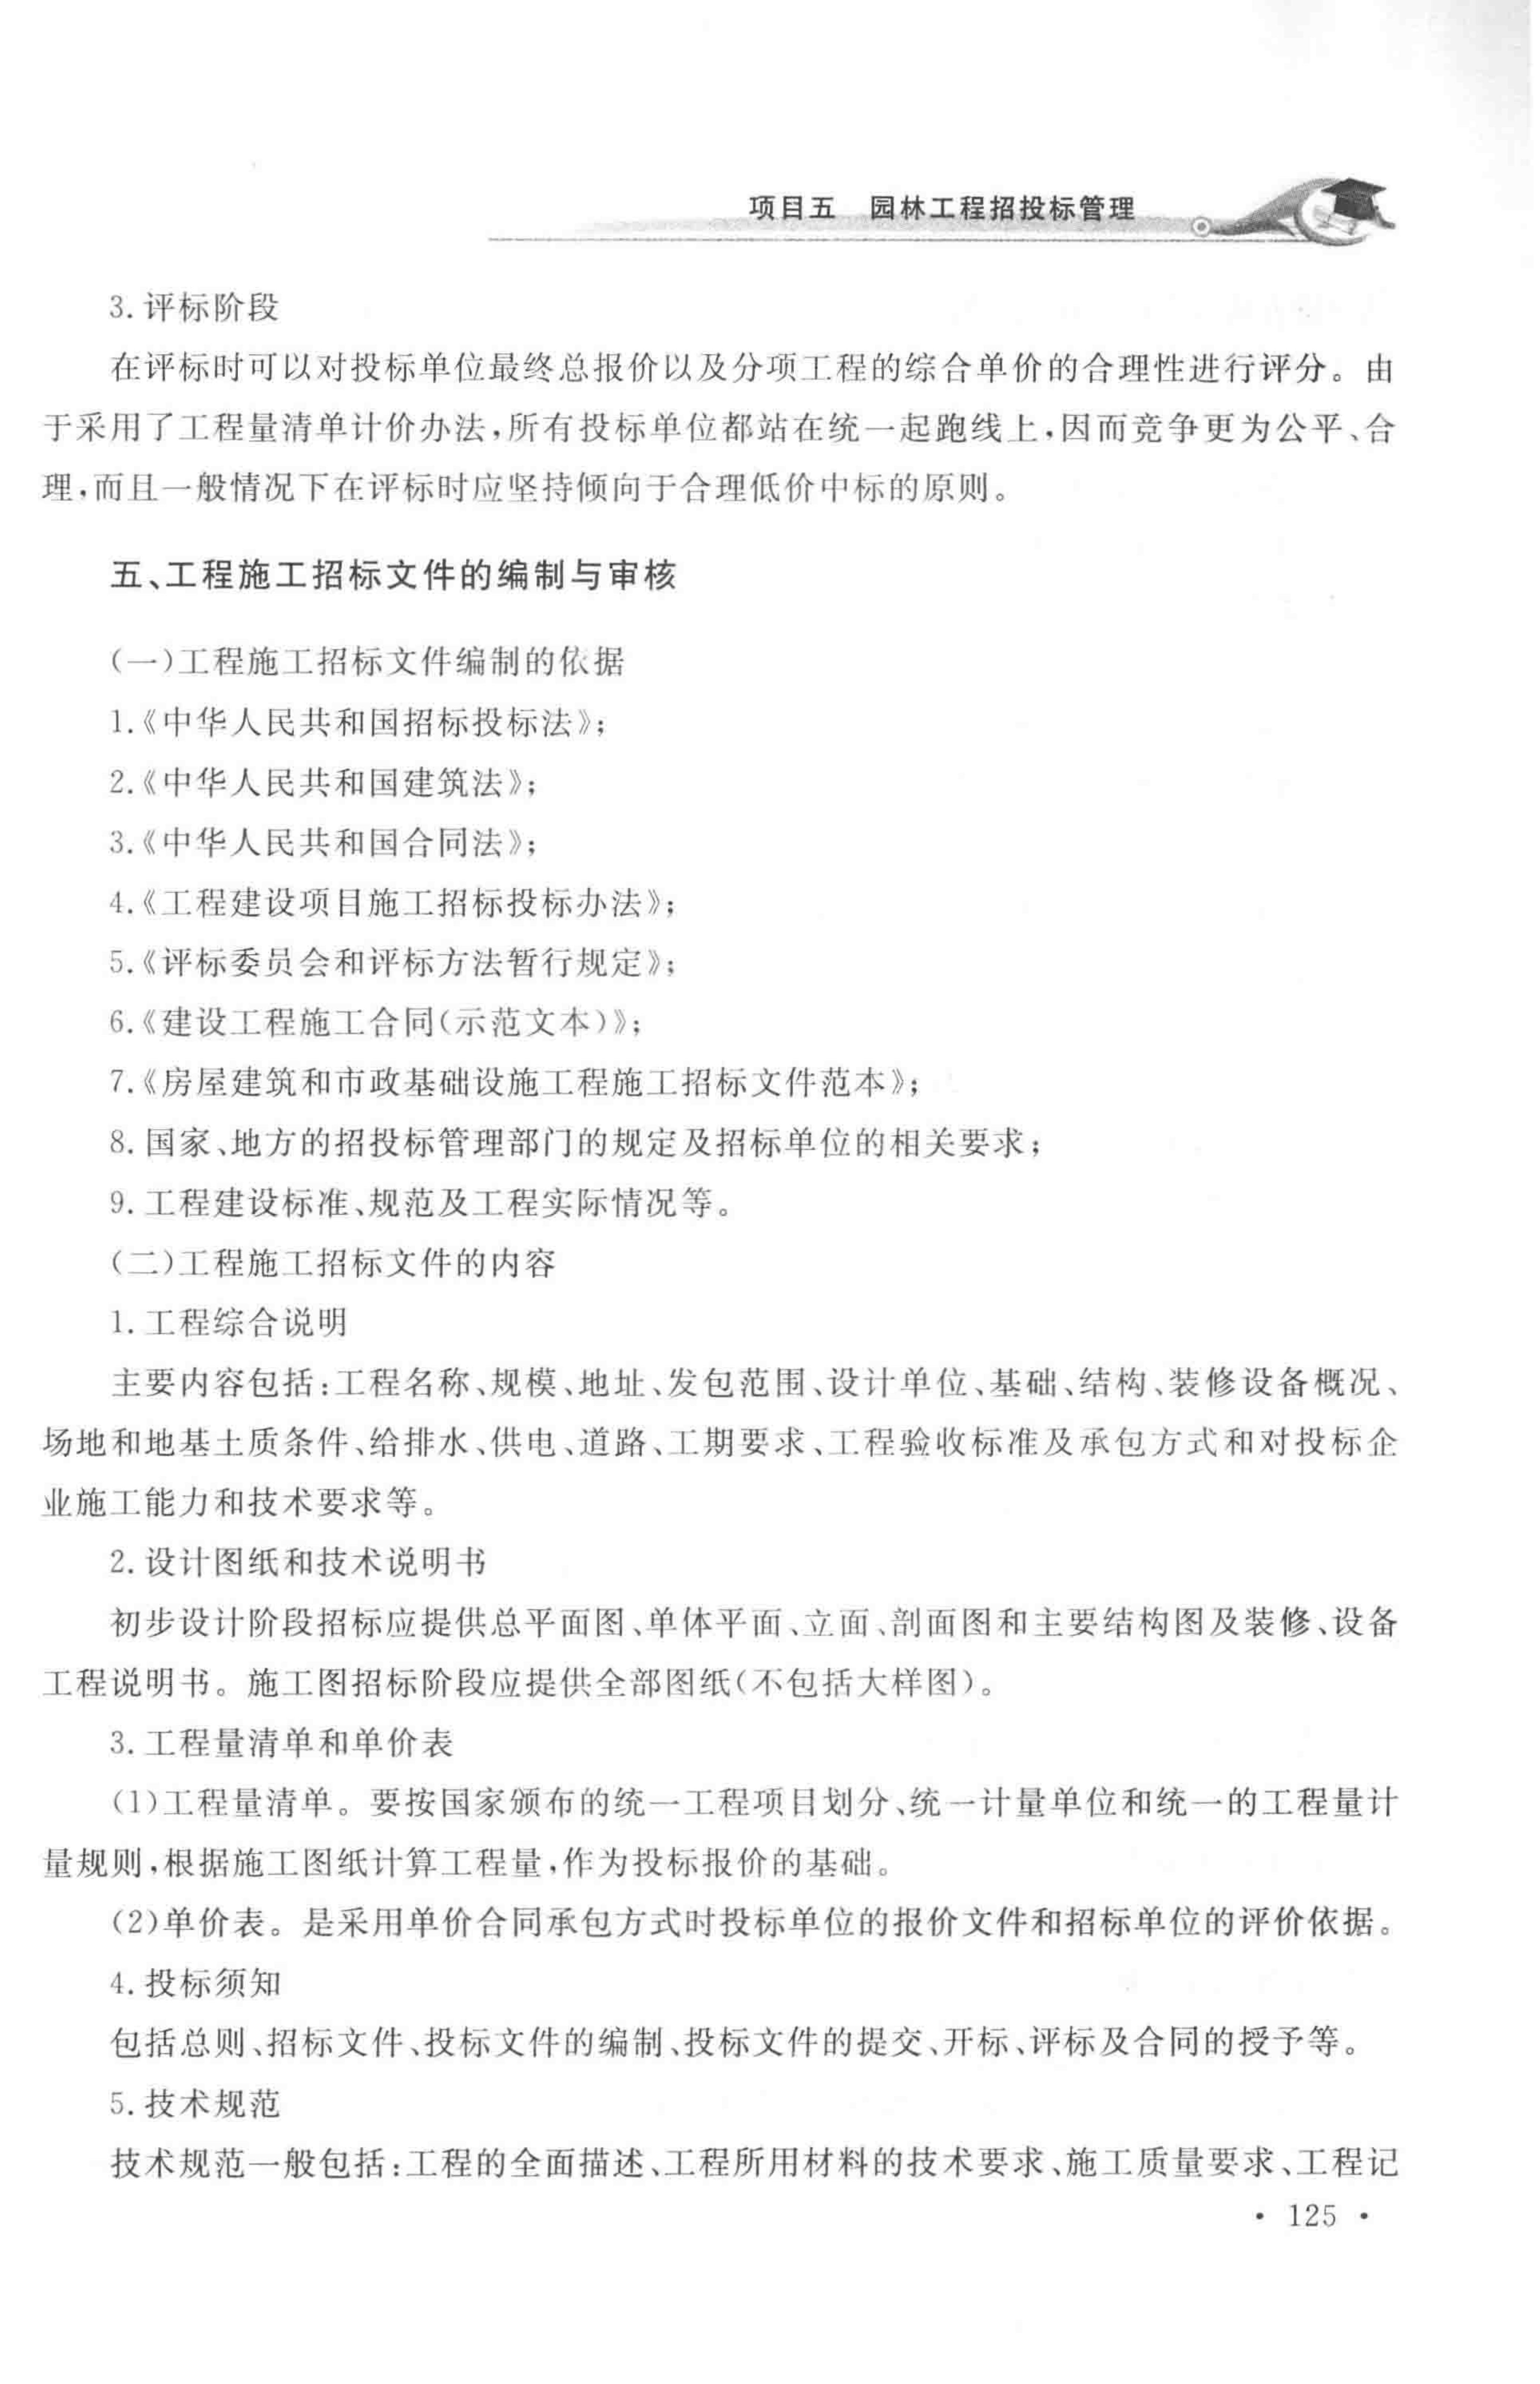 项目五 园林工程招投标管理
3. 评标阶段
在评标时可以对投标单位最终总报价以及分项工程的综合单价的合理性进行评分。由
于采用了工程量清单计价办法,所有投标单位都站在统一起跑线上,因而竞争更为公平、合
理,而且一般情况下在评标时应坚持倾向于合理低价中标的原则。
五、工程施工招标文件的编制与审核
(一)工程施工招标文件编制的依据
1.《中华人民共和国招标投标法》;
2.《中华人民共和国建筑法》;
3.《中华人民共和国合同法》;
4.《工程建设项目施工招标投标办法》;
5.《评标委员会和评标方法暂行规定》;
6.《建设工程施工合同(示范文本)》;
7.《房屋建筑和市政基础设施工程施工招标文件范本》;
8. 国家、地方的招投标管理部门的规定及招标单位的相关要求;
9. 工程建设标准、规范及工程实际情况等。
(二)工程施工招标文件的内容
1. 工程综合说明
主要内容包括:工程名称、规模、地址、发包范围、设计单位、基础、结构、装修设备概况、
场地和地基土质条件、给排水、供电、道路、工期要求、工程验收标准及承包方式和对投标企
业施工能力和技术要求等。
2. 设计图纸和技术说明书
初步设计阶段招标应提供总平面图、单体平面、立面、剖面图和主要结构图及装修、设备
工程说明书。施工图招标阶段应提供全部图纸(不包括大样图)。
3. 工程量清单和单价表
(1)工程量清单。要按国家颁布的统一工程项目划分、统一计量单位和统一的工程量计
量规则,根据施工图纸计算工程量,作为投标报价的基础。
(2)单价表。是采用单价合同承包方式时投标单位的报价文件和招标单位的评价依据。
4. 投标须知
包括总则、招标文件、投标文件的编制、投标文件的提交、开标、评标及合同的授予等。
5. 技术规范
技术规范一般包括:工程的全面描述、工程所用材料的技术要求、施工质量要求、工程记
• 125 •